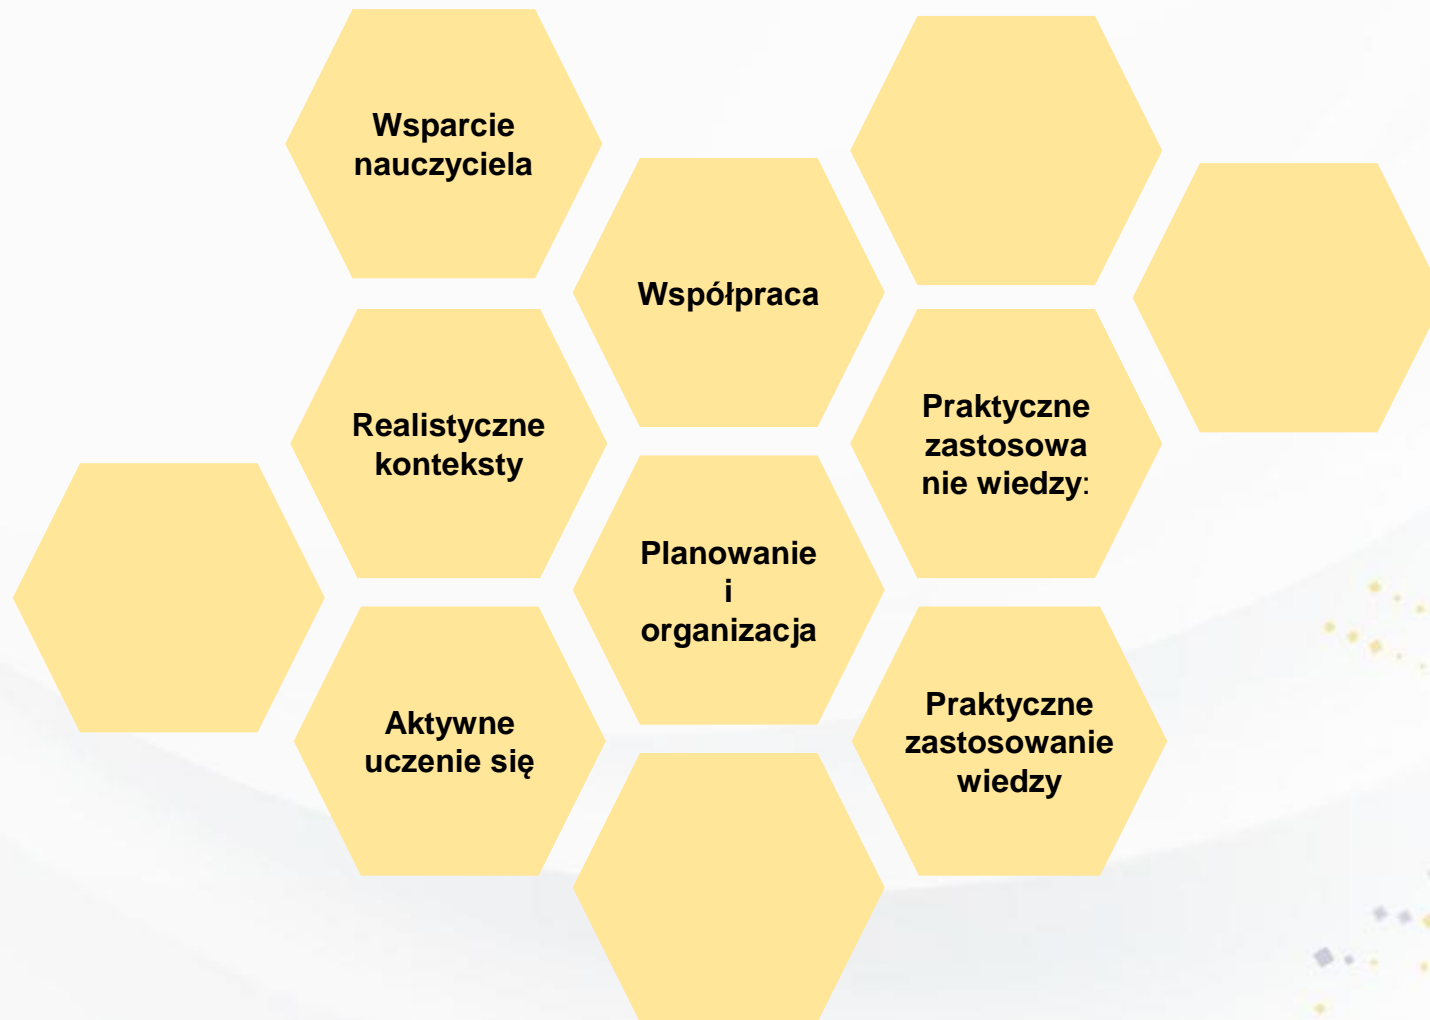 Wsparcie
nauczyciela
Współpraca
Realistyczne
konteksty
Praktyczne
zastosowa
nie wiedzy:
Planowanie
i
organizacja
Aktywne
uczenie się
Praktyczne
zastosowanie
wiedzy